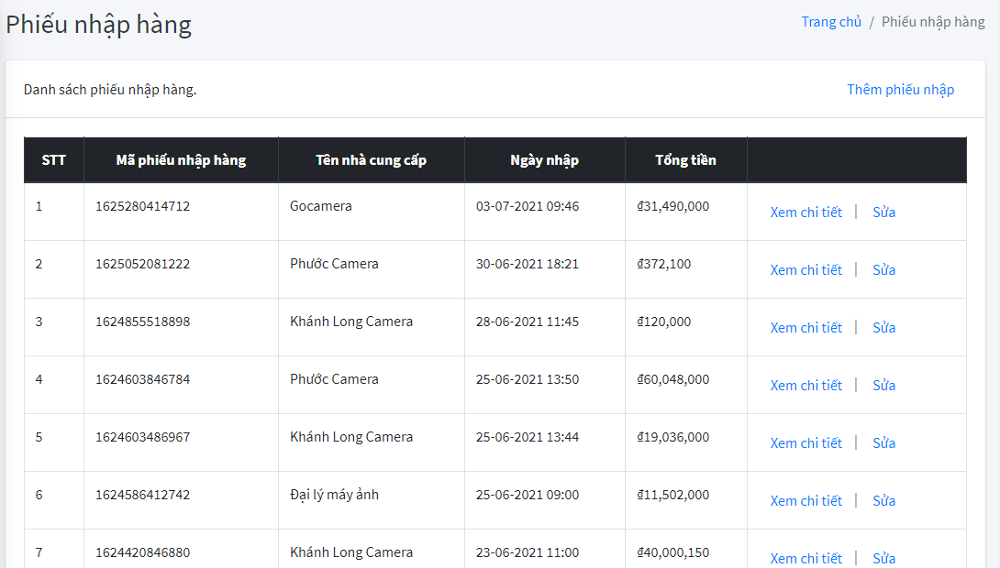 Phiếu nhập hàng
Trang chủ / Phiếu nhập hàng
Danh sách phiếu nhập hàng.
Thêm phiếu nhập
STT Mã phiếu nhập hàng Tên nhà cung cấp Ngày nhập Tổng tiền
1 1625280414712 Gocamera 03-07-2021 09:46 ₫31,490,000 Xem chi tiết | Sửa
2 1625052081222 Phước Camera 30-06-2021 18:21 ₫372,100 Xem chi tiết | Sửa
3 1624855518898 Khánh Long Camera 28-06-2021 11:45 ₫120,000 Xem chi tiết | Sửa
4 1624603846784 Phước Camera 25-06-2021 13:50 ₫60,048,000 Xem chi tiết | Sửa
5 1624603486967 Khánh Long Camera 25-06-2021 13:44 ₫19,036,000 Xem chi tiết | Sửa
6 1624586412742 Đại lý máy ảnh 25-06-2021 09:00 ₫11,502,000 Xem chi tiết | Sửa
7 1624420846880 Khánh Long Camera 23-06-2021 11:00 ₫40,000,150 Xem chi tiết | Sửa